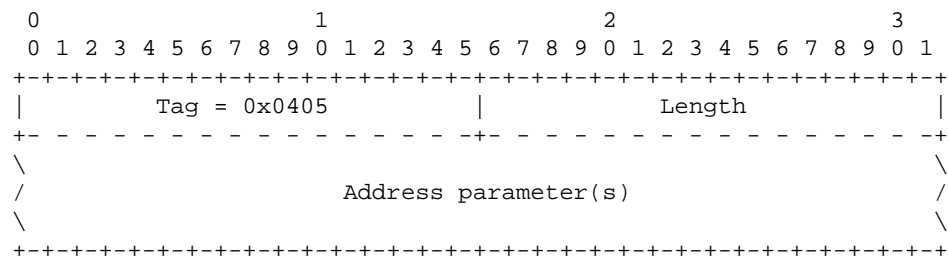 0                   1                   2                   3
 0 1 2 3 4 5 6 7 8 9 0 1 2 3 4 5 6 7 8 9 0 1 2 3 4 5 6 7 8 9 0 1
+-+-+-+-+-+-+-+-+-+-+-+-+-+-+-+-+-+-+-+-+-+-+-+-+-+-+-+-+-+-+-+-+
|         Tag = 0x0405          |            Length             |
+- - - - - - - - - - - - - - - -+- - - - - - - - - - - - - - - -+
\                                                               \
/                      Address parameter(s)                     /
\                                                               \
+-+-+-+-+-+-+-+-+-+-+-+-+-+-+-+-+-+-+-+-+-+-+-+-+-+-+-+-+-+-+-+-+